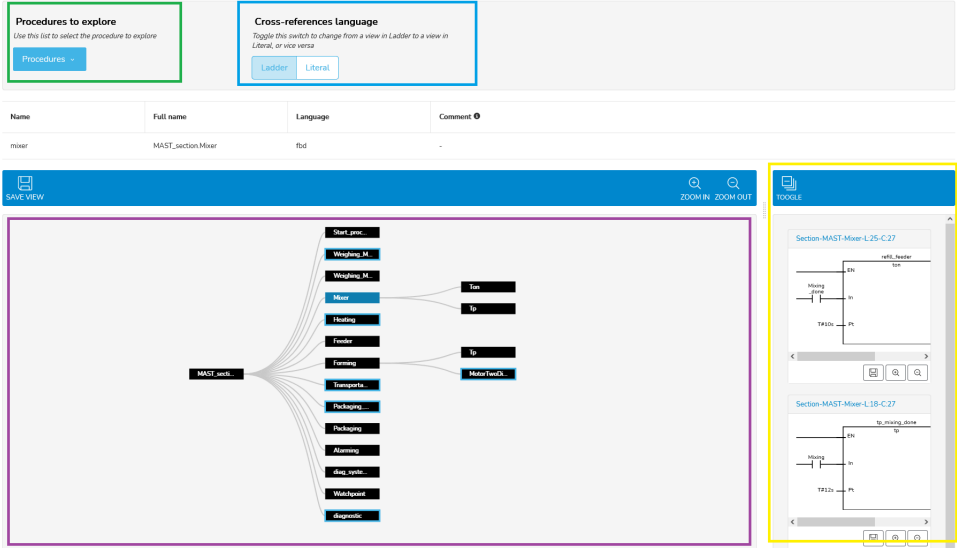 Procedures to explore
Use this list to select the procedure to explore
Procedures
Cross-references language
Toggle this switch to change from a view in Ladder to a view in
Literal, or vice versa
Ladder Literal
Name Full name Language Comment
mixer MAST_section.Mixer fbd -
SAVE VIEW
ZOOM IN ZOOM OUT
TOOGLE
MAST_secti...
Start_proc...
Weighing_M...
Weighing_M...
Mixer
Heating
Feeder
Forming
Transporta...
Packaging_...
Packaging
Alarming
diag_syste...
Watchpoint
diagnostic
Ton
Tp
Tp
MotorTwoDi...
Section-MAST-Mixer-L:25-C:27
refill_feeder
ton
EN
Mixing
_done
In
T#10s Pt
Section-MAST-Mixer-L:18-C:27
tp_mixing_done
tp
EN
Mixing
In
T#12s Pt